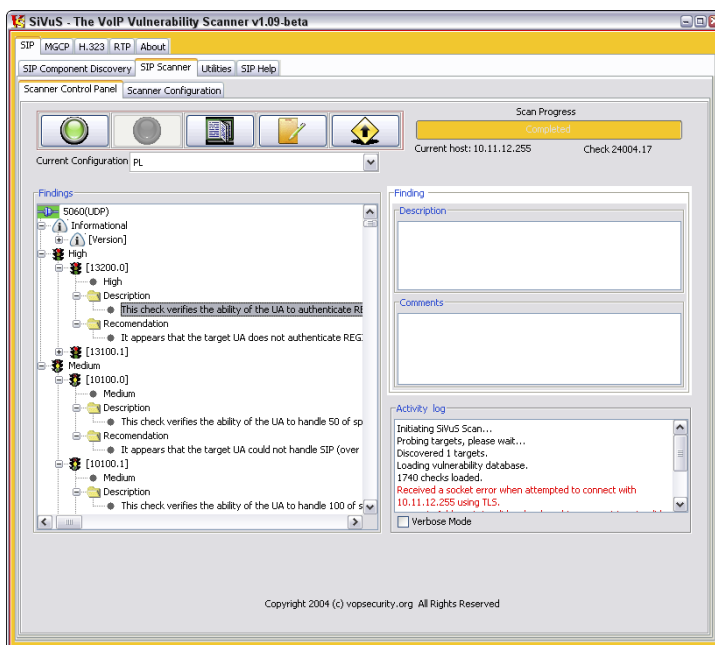 SiVuS - The VoIP Vulnerability Scanner v1.09-beta
SIP MGCP H.323 RTP About
SIP Component Discovery SIP Scanner Utilities SIP Help
Scanner Control Panel Scanner Configuration
Scan Progress
Completed
Current host: 10.11.12.255 Check 24004.17
Current Configuration PL
Findings
5060(UDP)
Informational
[Version]
High
[13200.0]
High
Description
This check verifies the ability of the UA to authenticate RE
Recomendation
It appears that the target UA does not authenticate REG
[13100.1]
Medium
[10100.0]
Medium
Description
This check verifies the ability of the UA to handle 50 of sp
Recomendation
It appears that the target UA could not handle SIP (over
[10100.1]
Medium
Description
This check verifies the ability of the UA to handle 100 of s
Finding
Description
Comments
Activity log
Initiating SiVuS Scan...
Probing targets, please wait...
Discovered 1 targets.
Loading vulnerability database.
1740 checks loaded.
Received a socket error when attempted to connect with
10.11.12.255 using TLS.
Verbose Mode
Copyright 2004 (c) vopsecurity.org All Rights Reserved